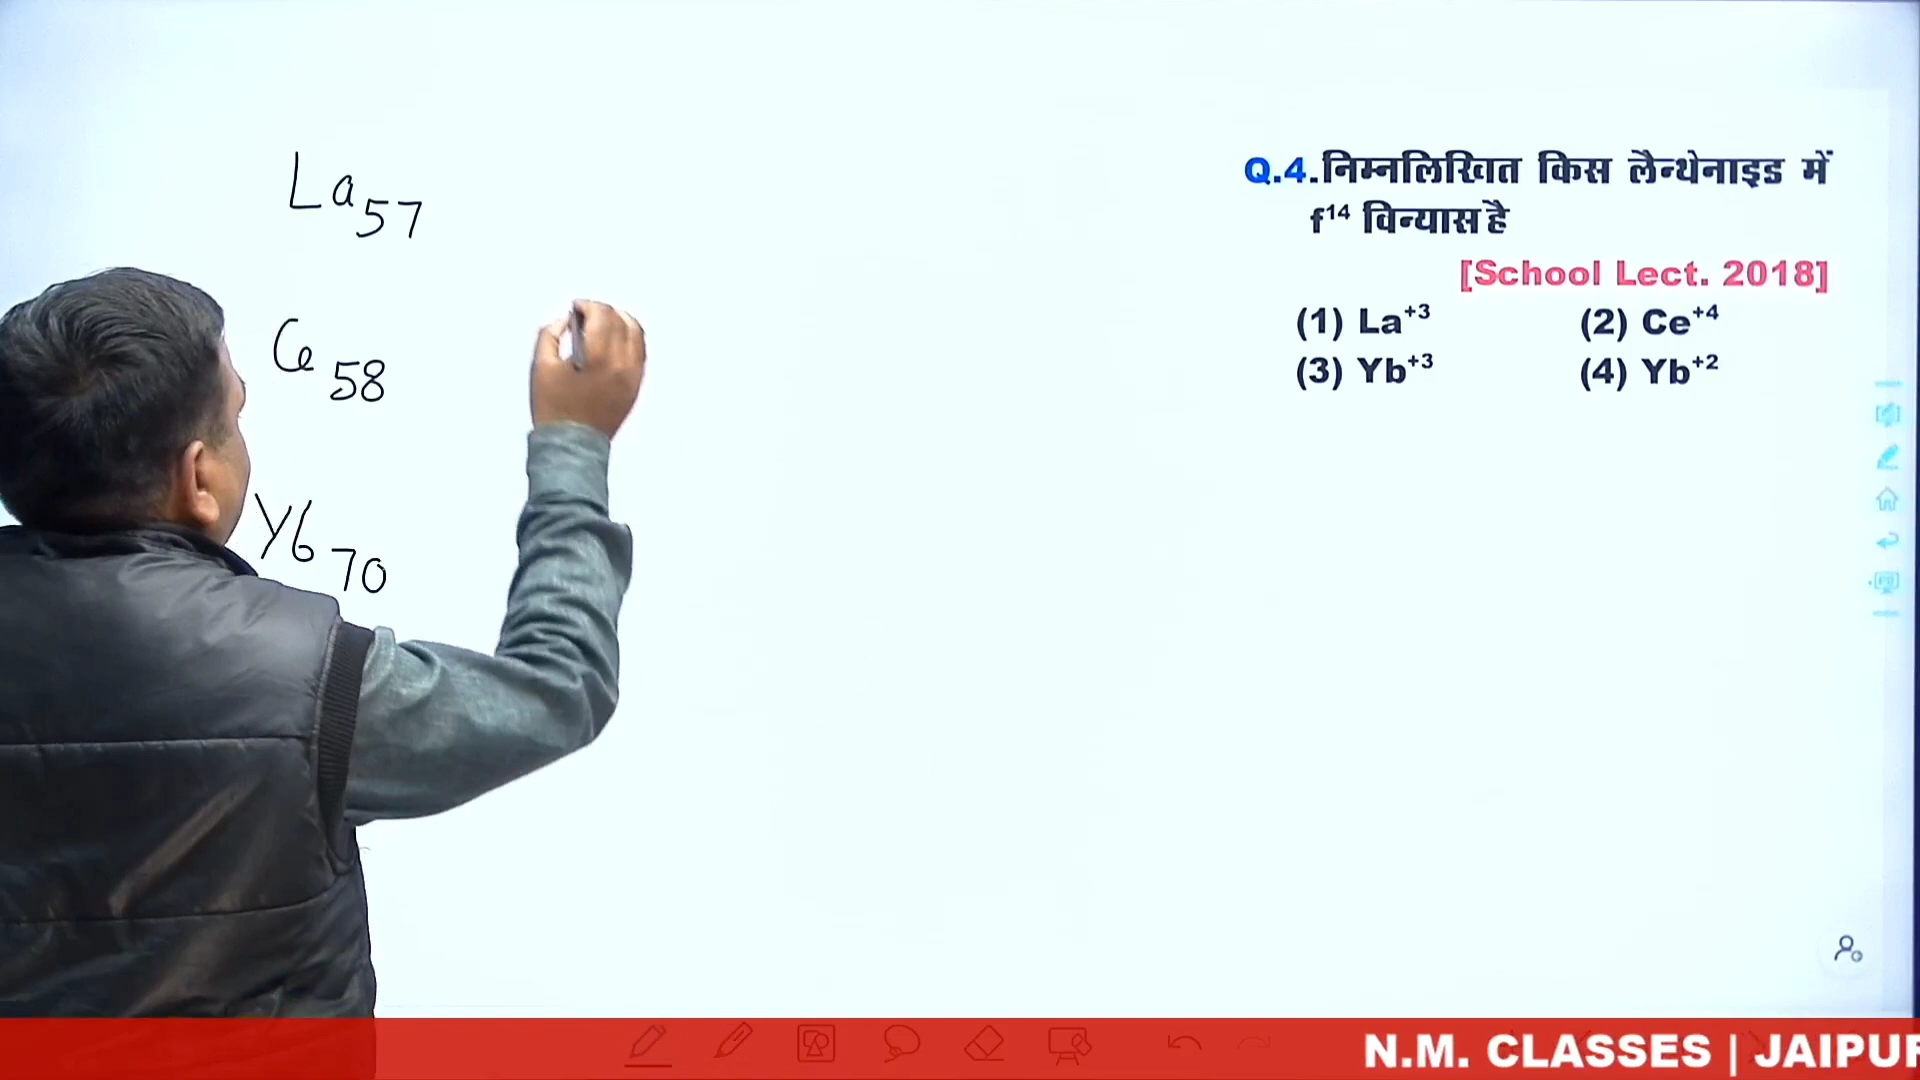 La57
Ce58
Yb70
Q.4.निम्नलिखित किस लैन्थेनाइड में
f¹⁴ विन्यास है
[School Lect. 2018]
(1) La⁺³ (2) Ce⁺⁴
(3) Yb⁺³ (4) Yb⁺²
N.M. CLASSES | JAIPUR